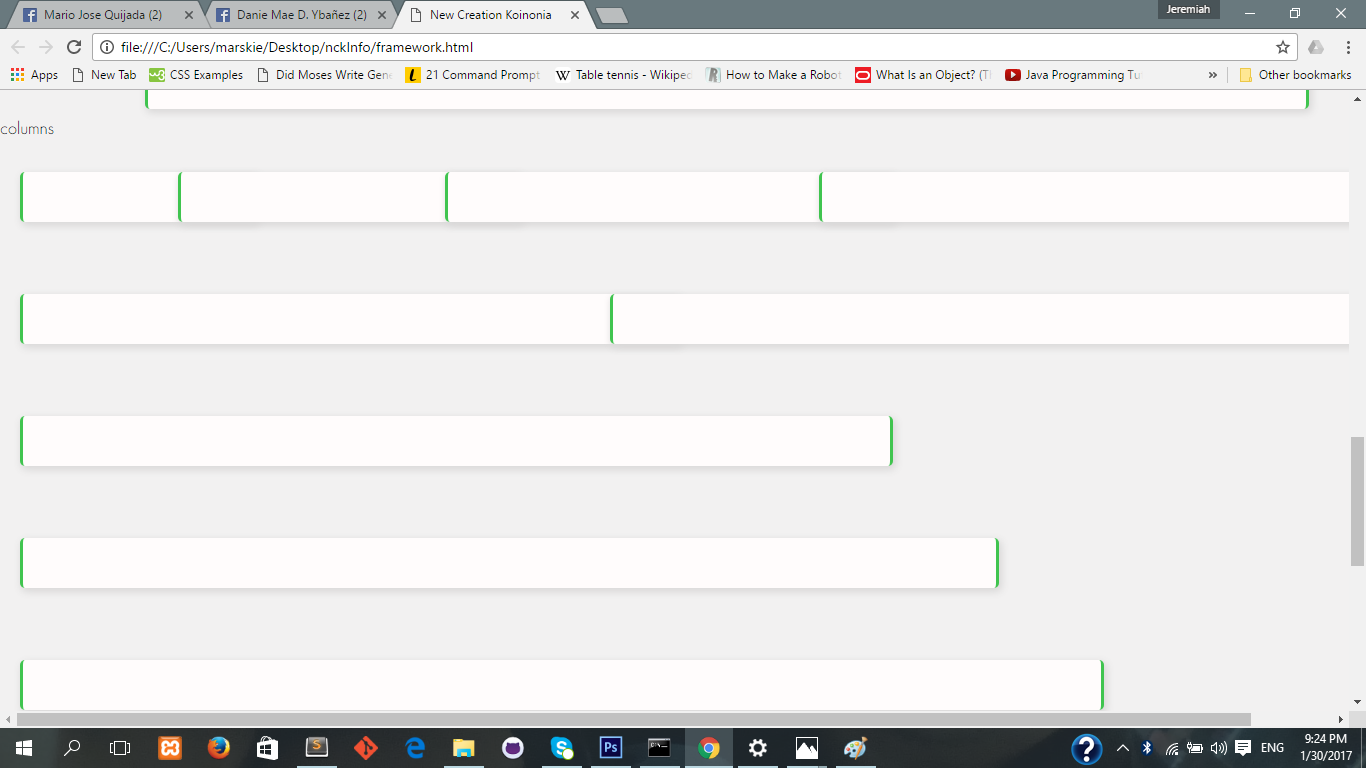 Mario Jose Quijada (2)
Danie Mae D. Ybañez (2)
New Creation Koinonia
Jeremiah
file:///C:/Users/marskie/Desktop/nckInfo/framework.html
Apps
New Tab
CSS Examples
Did Moses Write Gene
21 Command Prompt
Table tennis - Wikiped
How to Make a Robot
What Is an Object? (Th
Java Programming Tu
»
Other bookmarks
columns
ENG
9:24 PM
1/30/2017